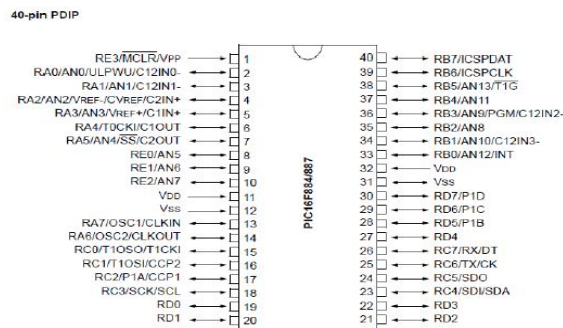 40-pin PDIP
RE3/MCLR/VPP 1
RA0/AN0/ULPWU/C12IN0- 2
RA1/AN1/C12IN1- 3
RA2/AN2/VREF-/CVREF/C2IN+ 4
RA3/AN3/VREF+/C1IN+ 5
RA4/T0CKI/C1OUT 6
RA5/AN4/SS/C2OUT 7
RE0/AN5 8
RE1/AN6 9
RE2/AN7 10
VDD 11
VSS 12
RA7/OSC1/CLKIN 13
RA6/OSC2/CLKOUT 14
RC0/T1OSO/T1CKI 15
RC1/T1OSI/CCP2 16
RC2/P1A/CCP1 17
RC3/SCK/SCL 18
RD0 19
RD1 20
PIC16F884/887
40 RB7/ICSPDAT
39 RB6/ICSPCLK
38 RB5/AN13/T1G
37 RB4/AN11
36 RB3/AN9/PGM/C12IN2-
35 RB2/AN8
34 RB1/AN10/C12IN3-
33 RB0/AN12/INT
32 VDD
31 VSS
30 RD7/P1D
29 RD6/P1C
28 RD5/P1B
27 RD4
26 RC7/RX/DT
25 RC6/TX/CK
24 RC5/SDO
23 RC4/SDI/SDA
22 RD3
21 RD2